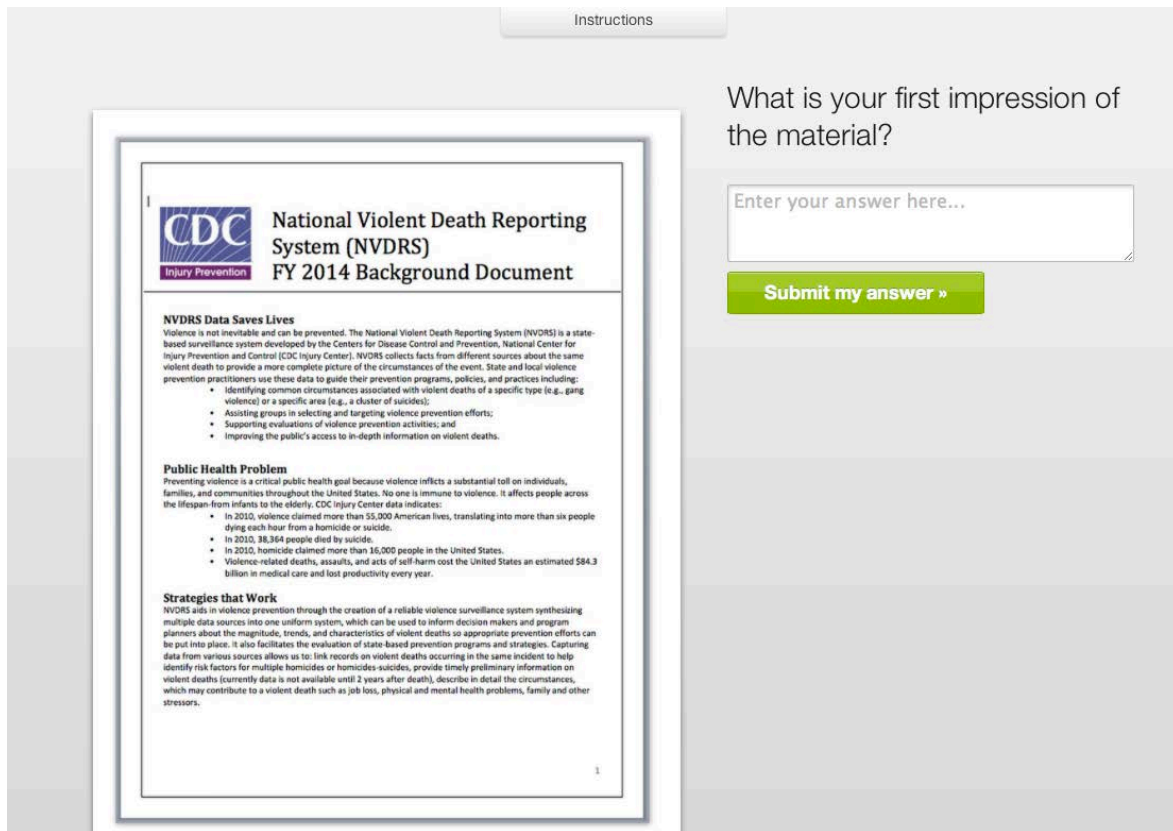 Instructions
What is your first impression of
the material?
Enter your answer here...
Submit my answer »
CDC
Injury Prevention
National Violent Death Reporting
System (NVDRS)
FY 2014 Background Document
NVDRS Data Saves Lives
Violence is not inevitable and can be prevented. The National Violent Death Reporting System (NVDRS) is a state-
based surveillance system developed by the Centers for Disease Control and Prevention, National Center for
Injury Prevention and Control (CDC Injury Center). NVDRS collects facts from different sources about the same
violent death to provide a more complete picture of the circumstances of the event. State and local violence
prevention practitioners use these data to guide their prevention programs, policies, and practices including:
• Identifying common circumstances associated with violent deaths of a specific type (e.g., gang
violence) or a specific area (e.g., a cluster of suicides);
• Assisting groups in selecting and targeting violence prevention efforts;
• Supporting evaluations of violence prevention activities; and
• Improving the public's access to in-depth information on violent deaths.
Public Health Problem
Preventing violence is a critical public health goal because violence inflicts a substantial toll on individuals,
families, and communities throughout the United States. No one is immune to violence. It affects people across
the lifespan-from infants to the elderly. CDC Injury Center data indicates:
• In 2010, violence claimed more than 55,000 American lives, translating into more than six people
dying each hour from a homicide or suicide.
• In 2010, 38,364 people died by suicide.
• In 2010, homicide claimed more than 16,000 people in the United States.
• Violence-related deaths, assaults, and acts of self-harm cost the United States an estimated $84.3
billion in medical care and lost productivity every year.
Strategies that Work
NVDRS aids in violence prevention through the creation of a reliable violence surveillance system synthesizing
multiple data sources into one uniform system, which can be used to inform decision makers and program
planners about the magnitude, trends, and characteristics of violent deaths so appropriate prevention efforts can
be put into place. It also facilitates the evaluation of state-based prevention programs and strategies. Capturing
data from various sources allows us to: link records on violent deaths occurring in the same incident to help
identify risk factors for multiple homicides or homicides-suicides, provide timely preliminary information on
violent deaths (currently data is not available until 2 years after death), describe in detail the circumstances,
which may contribute to a violent death such as job loss, physical and mental health problems, family and other
stressors.
1